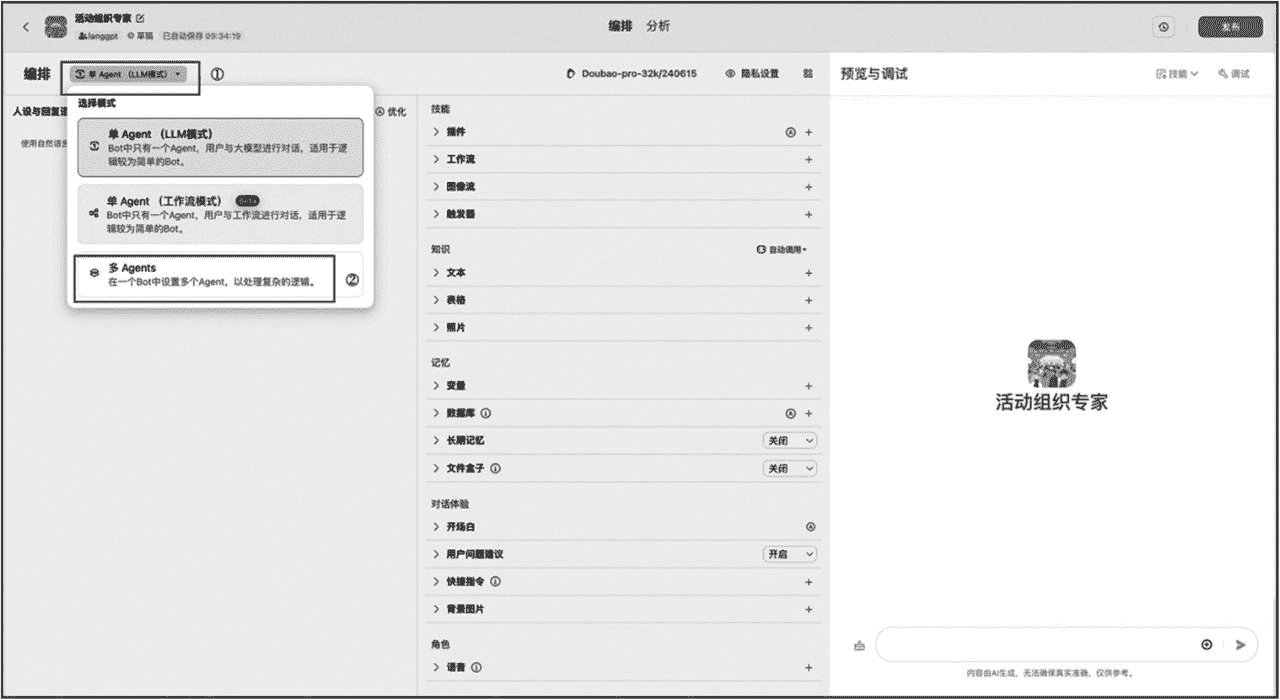 活动组织专家
langgpt 草稿 已自动保存 09:34:19
编排 分析
发布
编排
单 Agent (LLM模式)
①
Doubao-pro-32k/240615
隐私设置
预览与调试
技能
调试
人设与回复逻
优化
使用自然语言
选择模式
单 Agent (LLM模式)
Bot中只有一个Agent,用户与大模型进行对话,适用于逻
辑较为简单的Bot。
单 Agent (工作流模式)
Bot中只有一个Agent,用户与工作流进行对话,适用于逻
辑较为简单的Bot。
多 Agents
在一个Bot中设置多个Agent,以处理复杂的逻辑。
②
技能
插件
工作流
图像流
触发器
知识
自动调用
文本
表格
照片
记忆
变量
数据库
长期记忆
关闭
文件盒子
关闭
对话体验
开场白
用户问题建议
开启
快捷指令
背景图片
角色
语音
活动组织专家
内容由AI生成,无法确保真实准确,仅供参考。